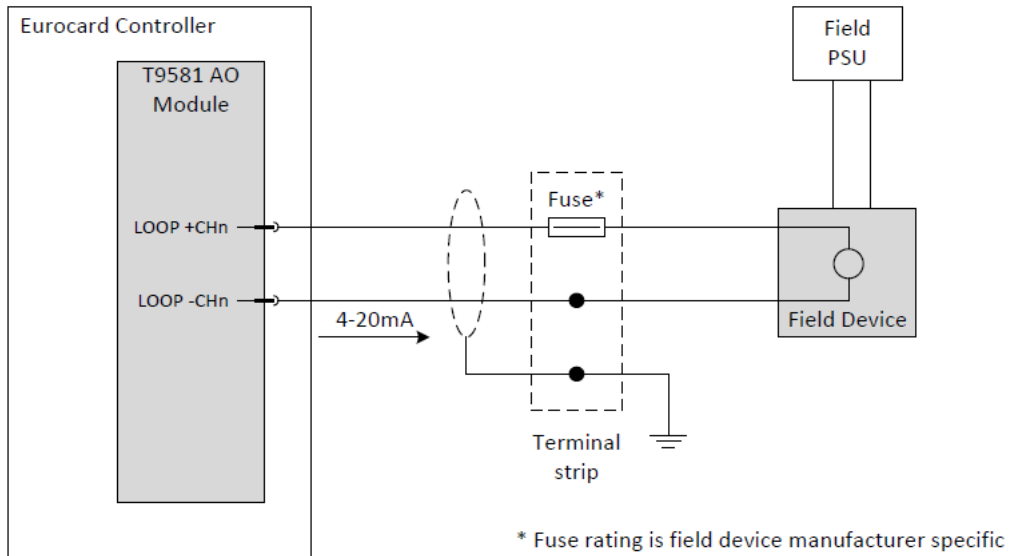 Eurocard Controller
T9581 AO
Module
LOOP +CHn
LOOP -CHn
4-20mA
Fuse*
Terminal
strip
Field
PSU
Field Device
* Fuse rating is field device manufacturer specific